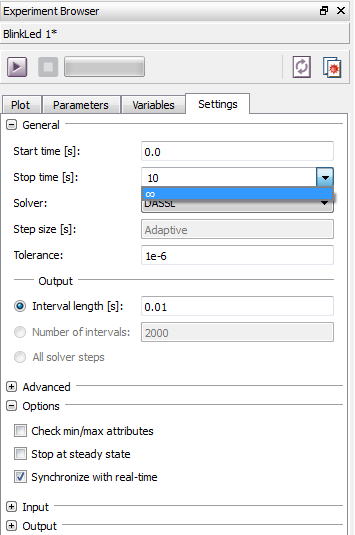 Experiment Browser
BlinkLed 1*
Plot Parameters Variables Settings
General
Start time [s]: 0.0
Stop time [s]: 10
∞
Solver: DASSL
Step size [s]: Adaptive
Tolerance: 1e-6
Output
Interval length [s]: 0.01
Number of intervals: 2000
All solver steps
Advanced
Options
Check min/max attributes
Stop at steady state
Synchronize with real-time
Input
Output